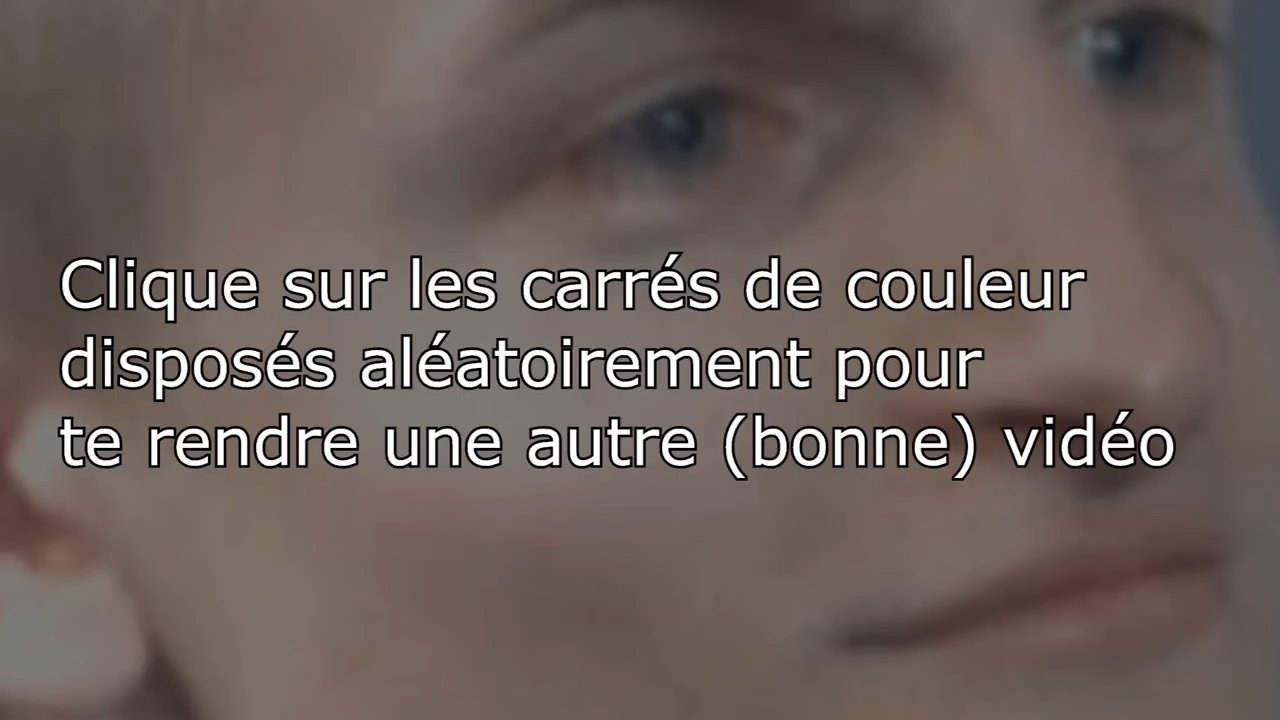 Clique sur les carrés de couleur
disposés aléatoirement pour
te rendre une autre (bonne) vidéo